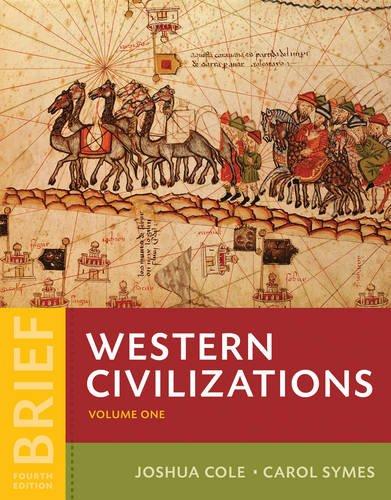 BRIEF
FOURTH
EDITION
WESTERN
CIVILIZATIONS
VOLUME ONE
JOSHUA COLE · CAROL SYMES